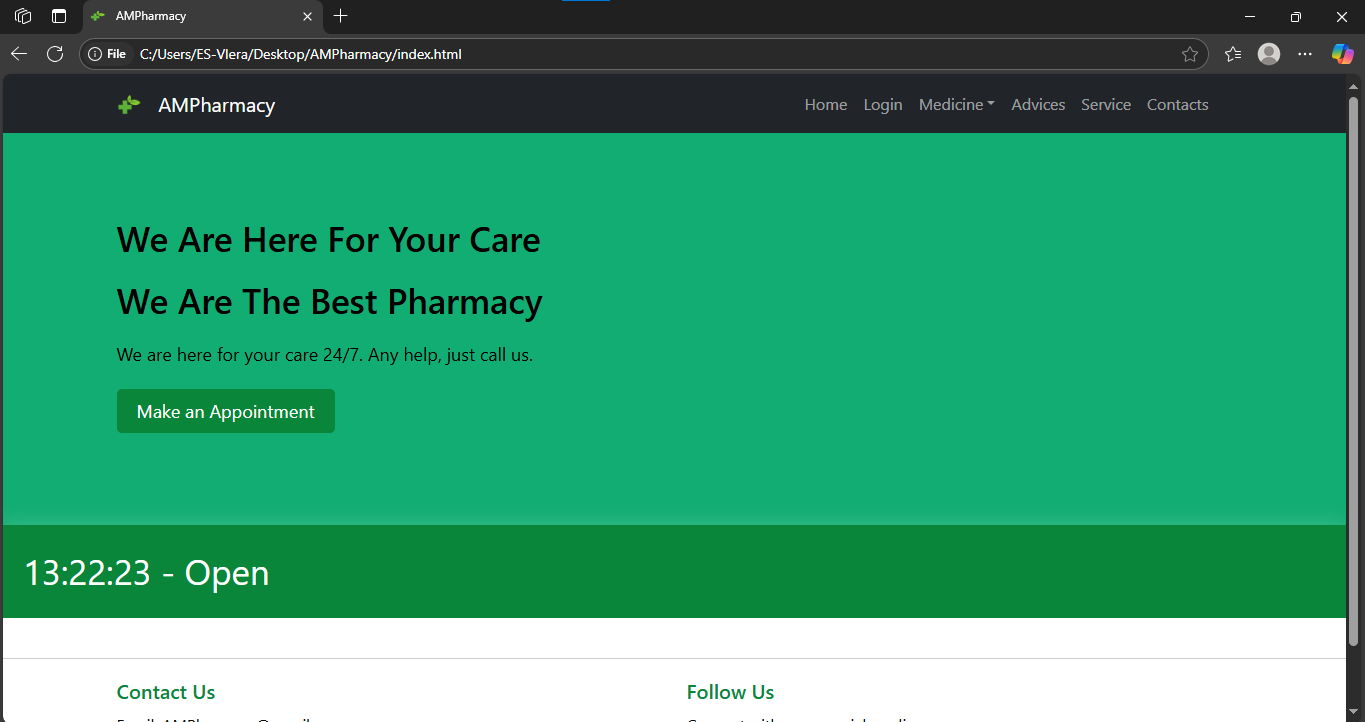 AMPharmacy
File C:/Users/ES-Vlera/Desktop/AMPharmacy/index.html
AMPharmacy Home Login Medicine Advices Service Contacts
We Are Here For Your Care
We Are The Best Pharmacy
We are here for your care 24/7. Any help, just call us.
Make an Appointment
13:22:23 - Open
Contact Us Follow Us